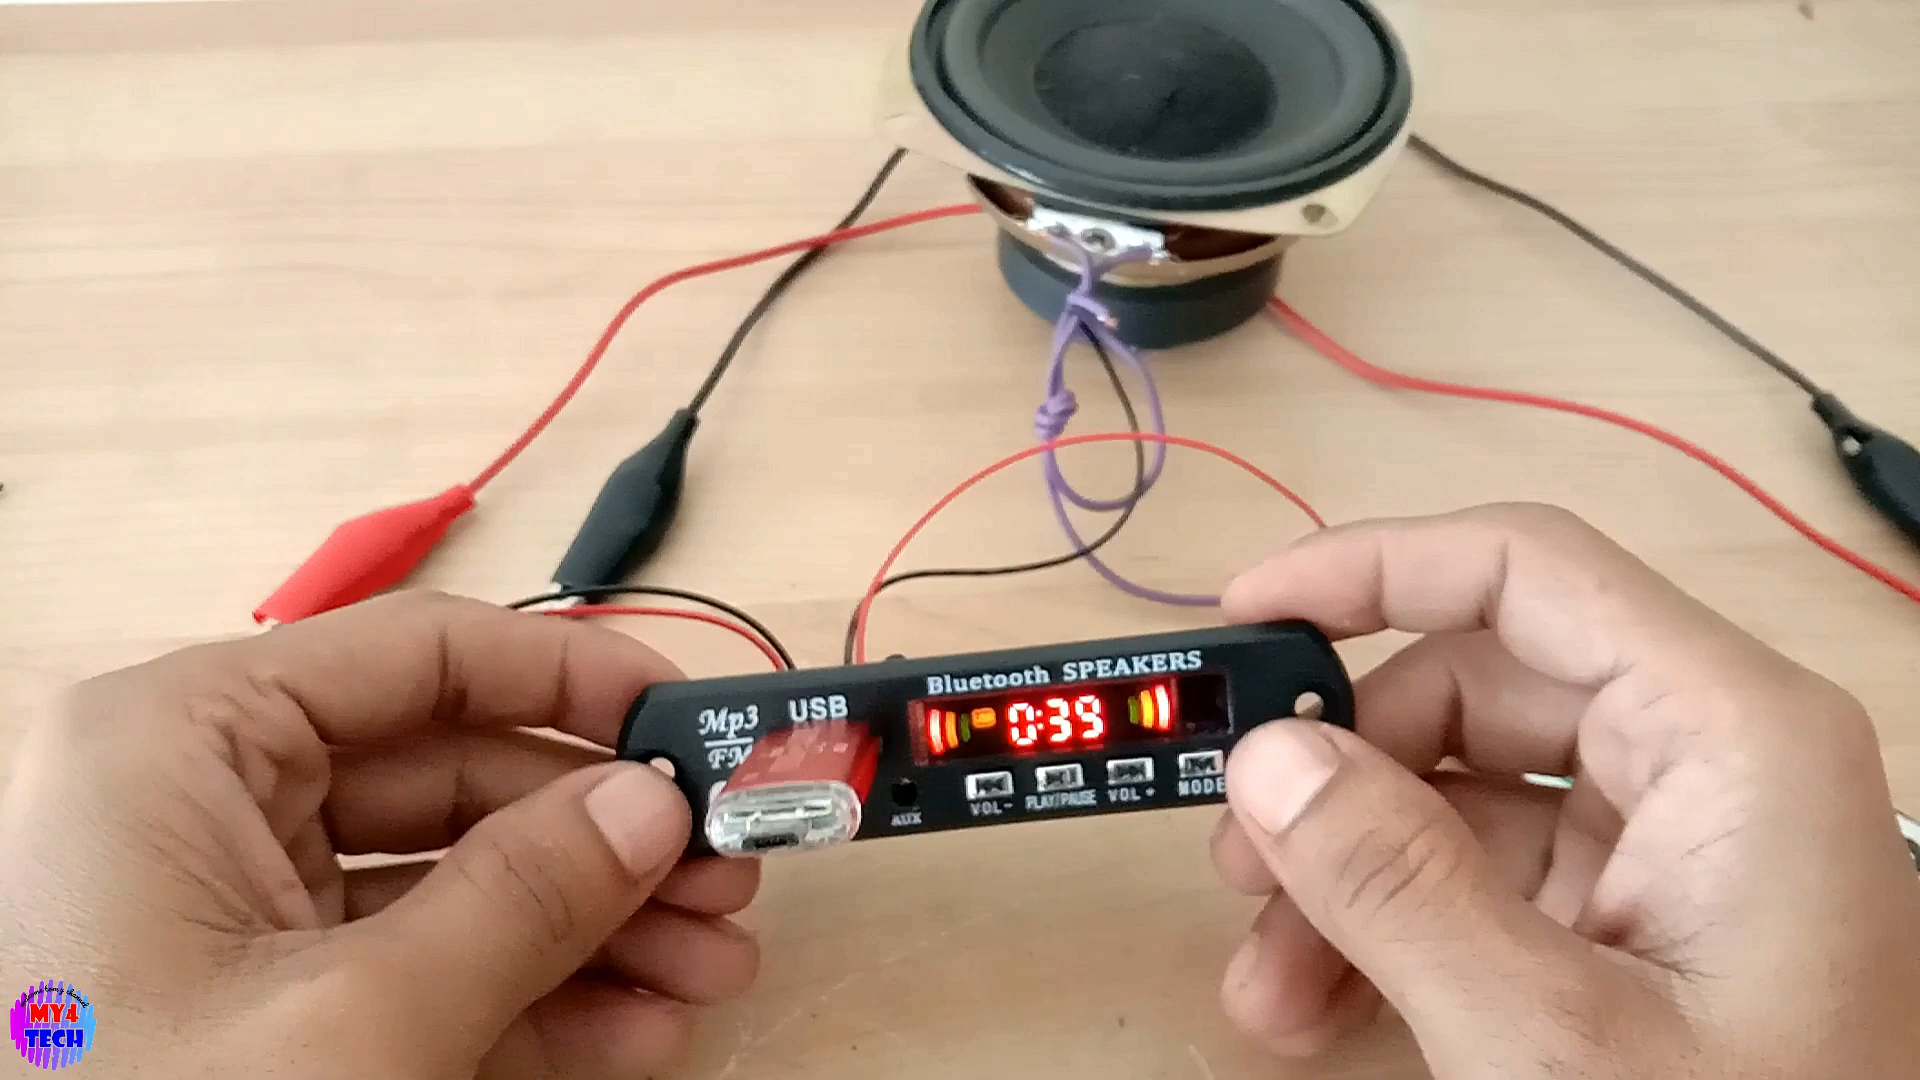 Bluetooth SPEAKERS
Mp3
FM
USB
0:39
AUX
VOL-
PLAY/PAUSE
VOL +
MODE
MY4
TECH